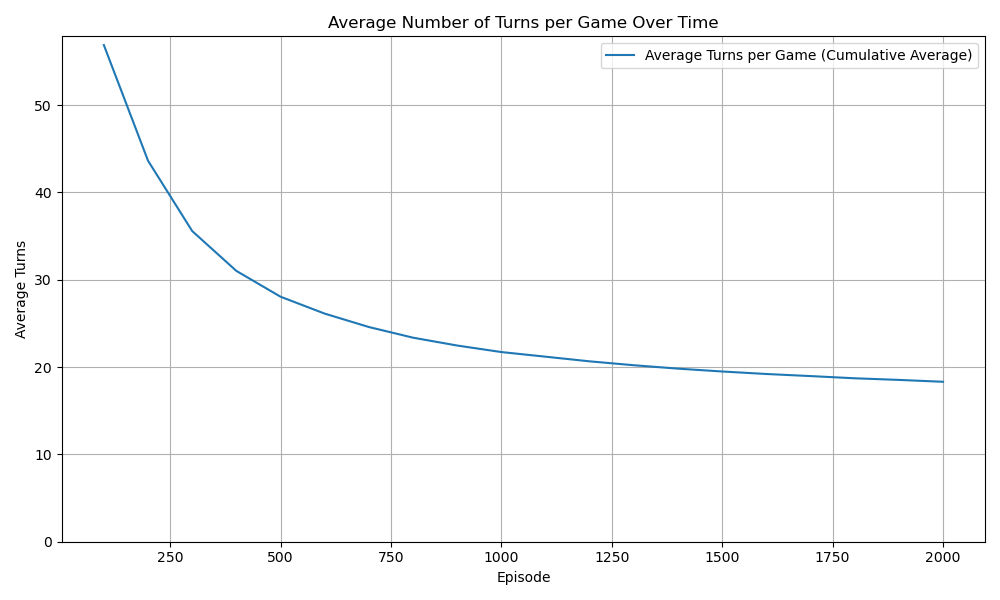 Average Number of Turns per Game Over Time
Average Turns per Game (Cumulative Average)
Average Turns
50
40
30
20
10
0
250 500 750 1000 1250 1500 1750 2000
Episode